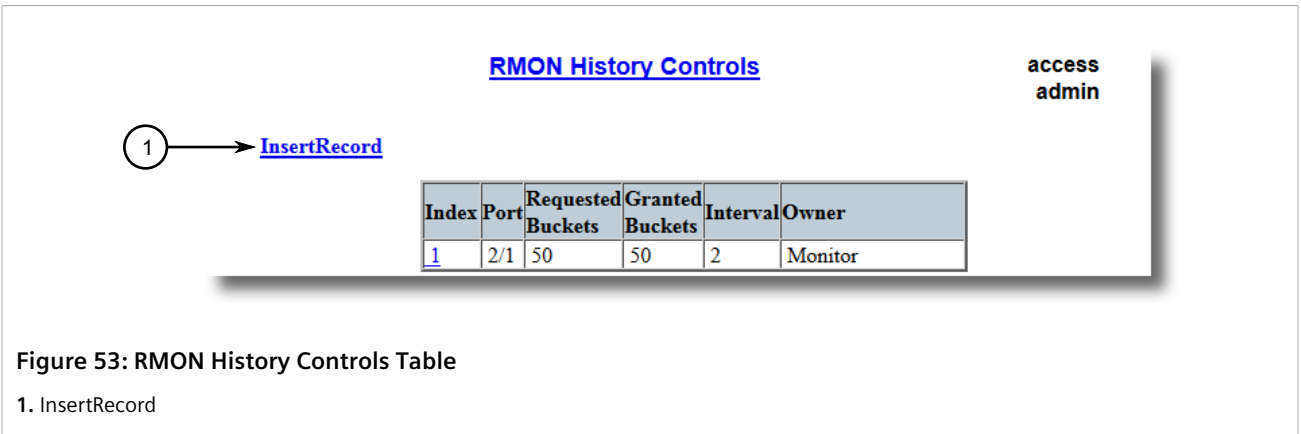 RMON History Controls
access
admin
1
InsertRecord
Index Port Requested Buckets Granted Buckets Interval Owner
1 2/1 50 50 2 Monitor
Figure 53: RMON History Controls Table
1. InsertRecord